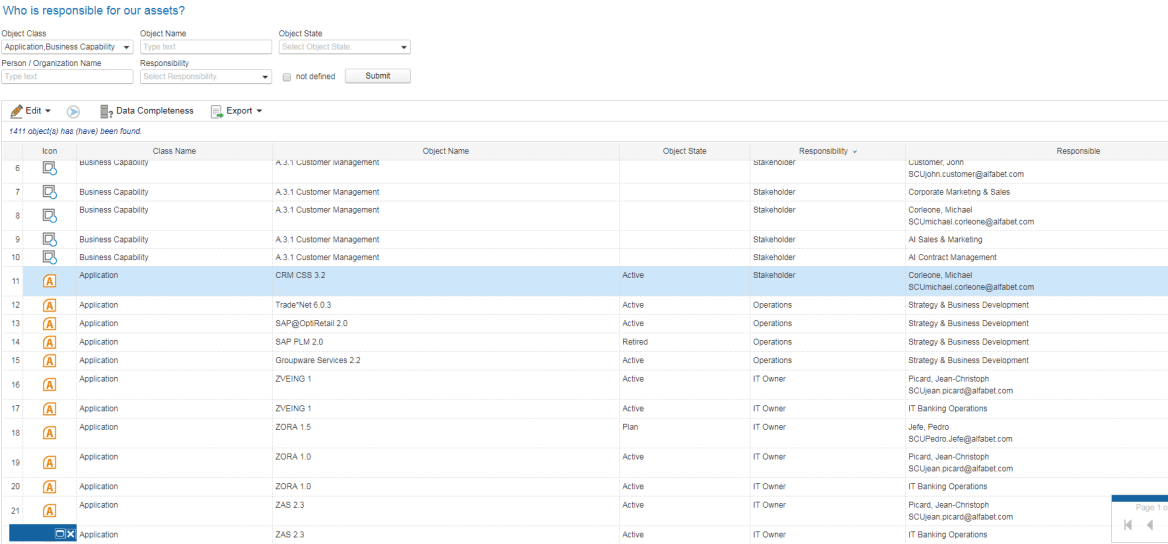 Who is responsible for our assets?
Object Class Object Name Object State
Application,Business Capability Type text Select Object State.
Person / Organization Name Responsibility
Type text Select Responsibility. not defined Submit
Edit Data Completeness Export
1411 object(s) has (have) been found.
Icon Class Name Object Name Object State Responsibility Responsible
6 Business Capability A.3.1 Customer Management Stakeholder Customer, John
SCUjohn.customer@alfabet.com
7 Business Capability A.3.1 Customer Management Stakeholder Corporate Marketing & Sales
8 Business Capability A.3.1 Customer Management Stakeholder Corleone, Michael
SCUmichael.corleone@alfabet.com
9 Business Capability A.3.1 Customer Management Stakeholder AI Sales & Marketing
10 Business Capability A.3.1 Customer Management Stakeholder AI Contract Management
11 A Application CRM CSS 3.2 Active Stakeholder Corleone, Michael
SCUmichael.corleone@alfabet.com
12 A Application Trade*Net 6.0.3 Active Operations Strategy & Business Development
13 A Application SAP@OptiRetail 2.0 Active Operations Strategy & Business Development
14 A Application SAP PLM 2.0 Retired Operations Strategy & Business Development
15 A Application Groupware Services 2.2 Active Operations Strategy & Business Development
16 A Application ZVEING 1 Active IT Owner Picard, Jean-Christoph
SCUjean.picard@alfabet.com
17 A Application ZVEING 1 Active IT Owner IT Banking Operations
18 A Application ZORA 1.5 Plan IT Owner Jefe, Pedro
SCUPedro.Jefe@alfabet.com
19 A Application ZORA 1.0 Active IT Owner Picard, Jean-Christoph
SCUjean.picard@alfabet.com
20 A Application ZORA 1.0 Active IT Owner IT Banking Operations
21 A Application ZAS 2.3 Active IT Owner Picard, Jean-Christoph
SCUjean.picard@alfabet.com
Page 1 o
Application ZAS 2.3 Active IT Owner IT Banking Operations